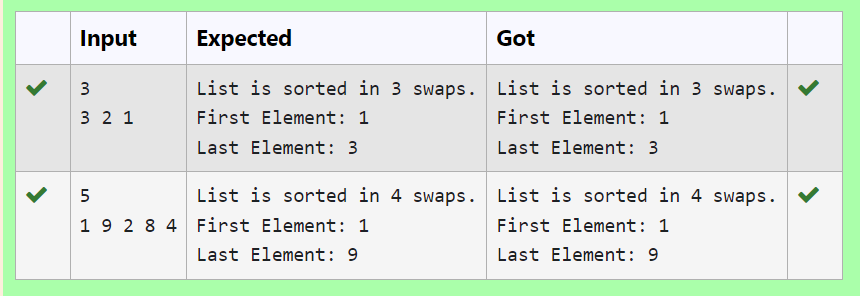 Input Expected Got
3 List is sorted in 3 swaps. List is sorted in 3 swaps.
3 2 1 First Element: 1 First Element: 1
Last Element: 3 Last Element: 3
5 List is sorted in 4 swaps. List is sorted in 4 swaps.
1 9 2 8 4 First Element: 1 First Element: 1
Last Element: 9 Last Element: 9